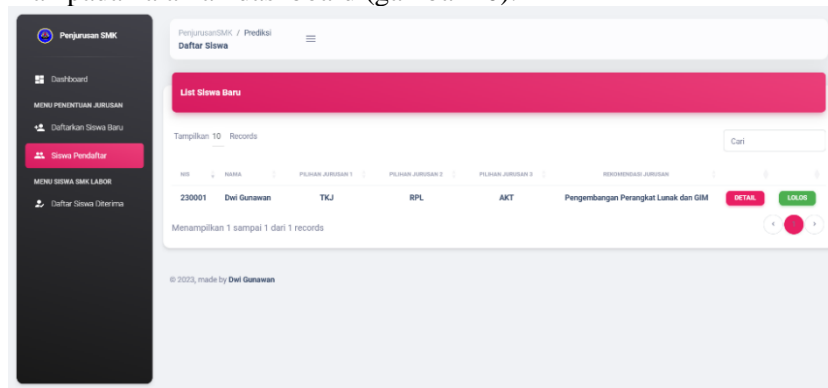 Penjurusan SMK
Dashboard
MENU PENENTUAN JURUSAN
Daftarkan Siswa Baru
Siswa Pendaftar
MENU SISWA SMK LABOR
Daftar Siswa Diterima
PenjurusanSMK / Prediksi
Daftar Siswa
List Siswa Baru
Tampilkan 10 Records
Cari
NIS NAMA PILIHAN JURUSAN 1 PILIHAN JURUSAN 2 PILIHAN JURUSAN 3 REKOMENDASI JURUSAN
230001 Dwi Gunawan TKJ RPL AKT Pengembangan Perangkat Lunak dan GIM DETAIL LOLOS
Menampilkan 1 sampai 1 dari 1 records
© 2023, made by Dwi Gunawan